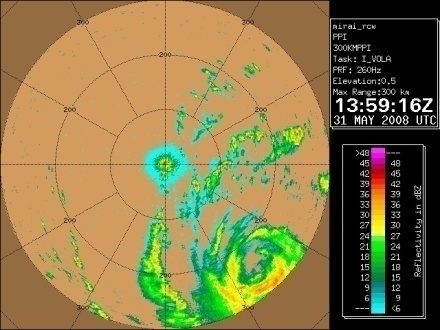 mirai_rcw
PPI
300KMPPI
Task: I_VOLA
PRF: 260Hz
Elevation:0.5
Max Range:300 km
13:59:16Z
31 MAY 2008 UTC
>48 ---
45 48
42 45
39 42
36 39
33 36
30 33
27 30
24 27
21 24
18 21
15 18
12 15
9 12
6 9
--- <6
Reflectivity in dBZ
300
300
200
200
200
200
200
300
300